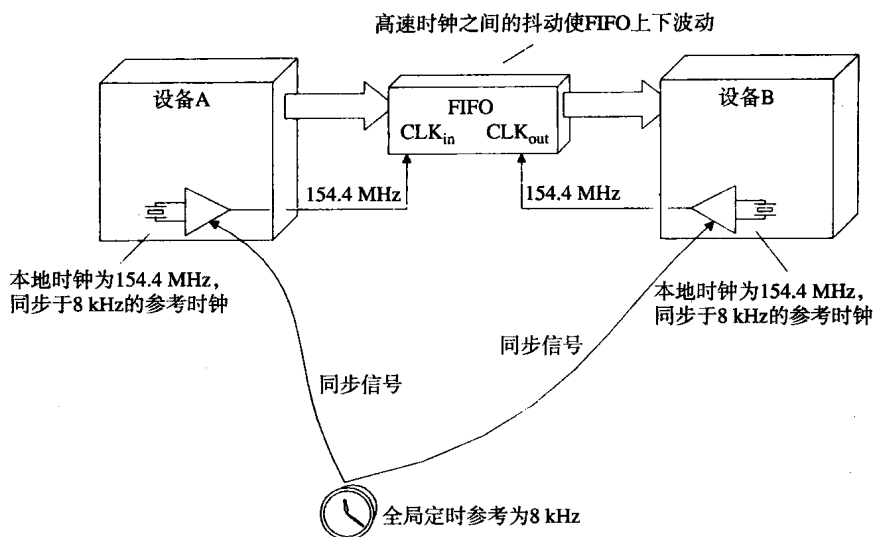 高速时钟之间的抖动使FIFO上下波动
设备A
FIFO
CLKin CLKout
设备B
154.4 MHz
154.4 MHz
本地时钟为154.4 MHz，
同步于8 kHz的参考时钟
本地时钟为154.4 MHz，
同步于8 kHz的参考时钟
同步信号
同步信号
全局定时参考为8 kHz